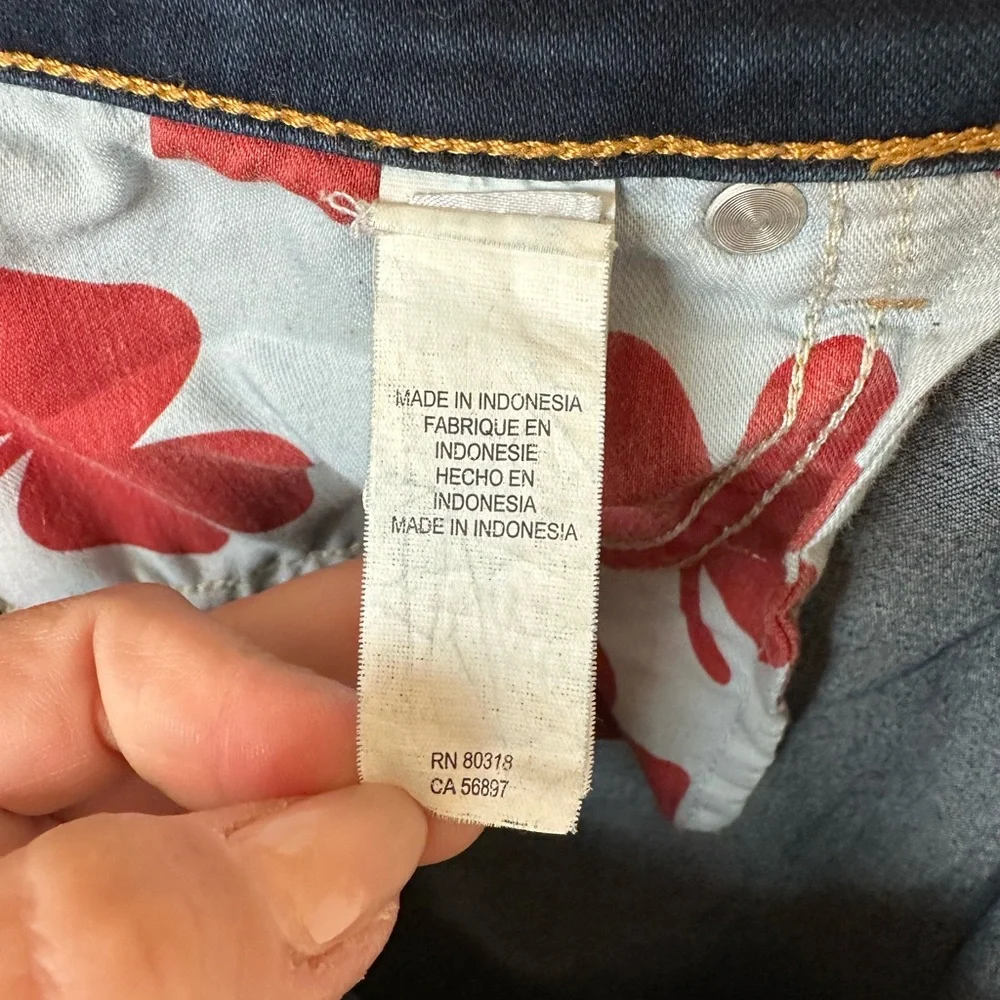 MADE IN INDONESIA
FABRIQUE EN
INDONESIE
HECHO EN
INDONESIA
MADE IN INDONESIA
RN 80318
CA 56897